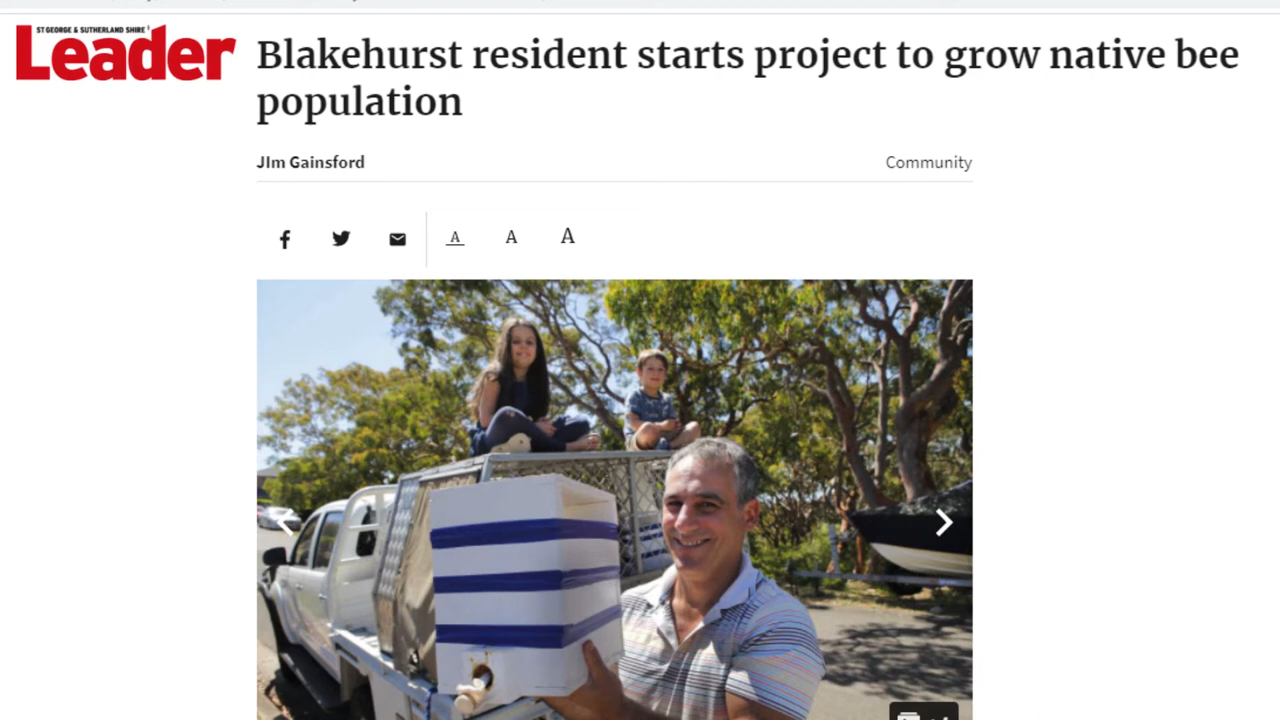 ST GEORGE & SUTHERLAND SHIRE
Leader
Blakehurst resident starts project to grow native bee
population
JIm Gainsford
Community
A A A